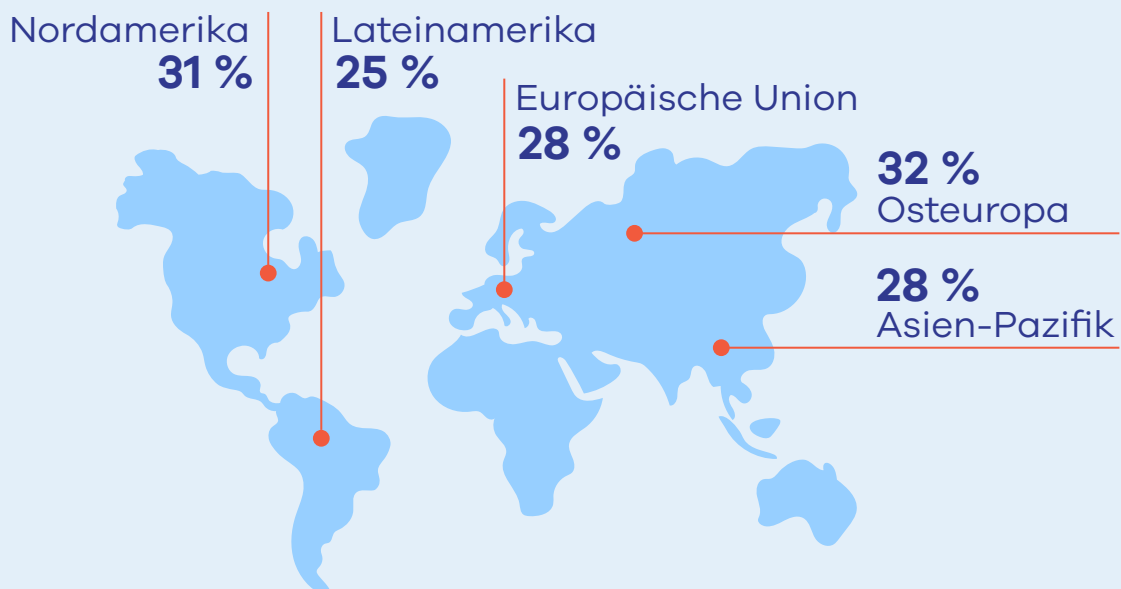 Nordamerika
31 %
Lateinamerika
25 %
Europäische Union
28 %
32 %
Osteuropa
28 %
Asien-Pazifik